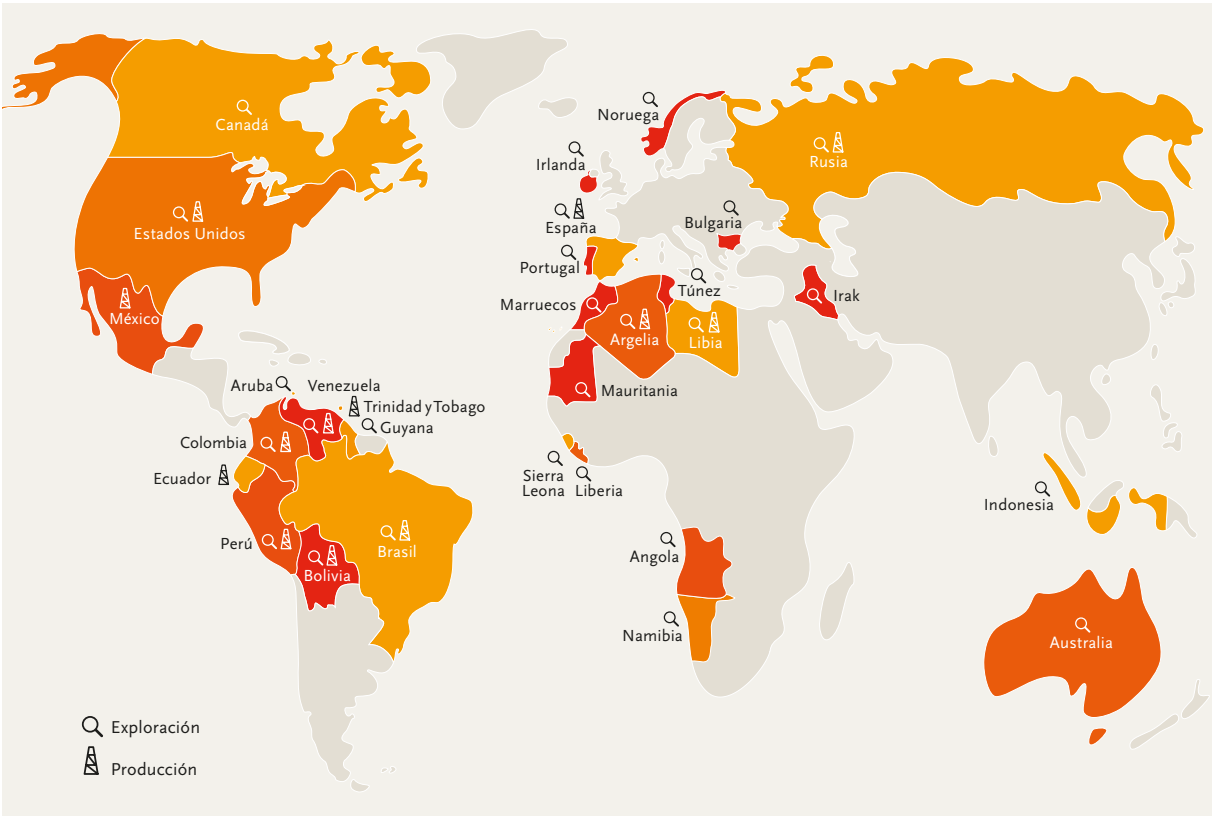 Canadá
Noruega
Irlanda
Rusia
Estados Unidos
España
Bulgaria
Portugal
Túnez
Marruecos
Irak
México
Argelia
Libia
Aruba
Venezuela
Mauritania
Trinidad y Tobago
Guyana
Colombia
Ecuador
Sierra
Leona
Liberia
Indonesia
Perú
Brasil
Angola
Bolivia
Namibia
Australia
Exploración
Producción